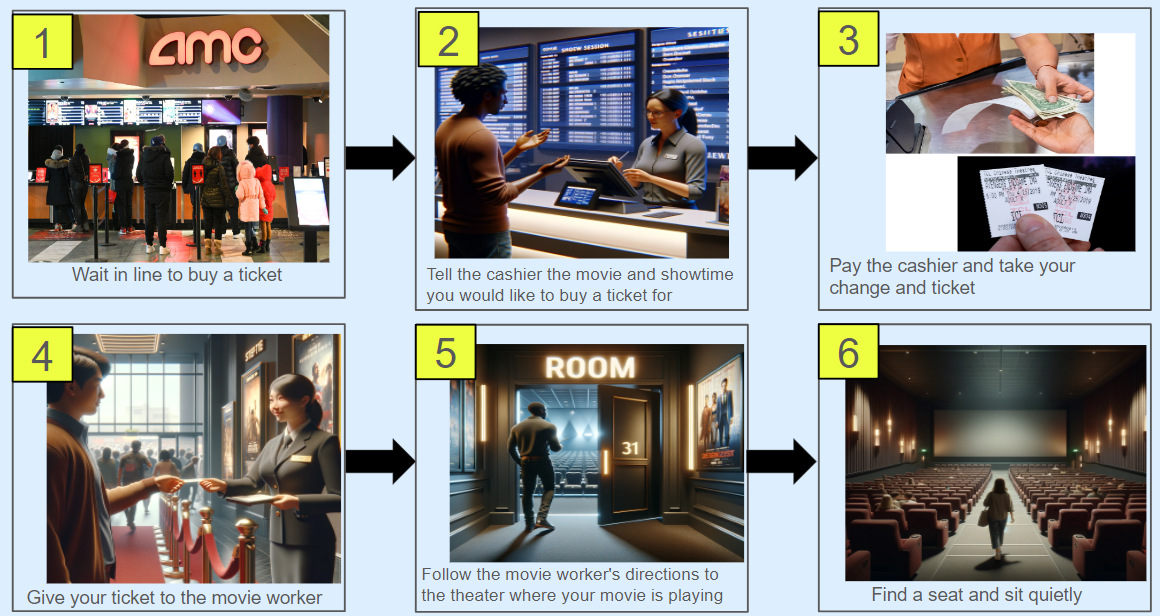 1
amc
Wait in line to buy a ticket
2
SHOEW SESSION
Tell the cashier the movie and showtime
you would like to buy a ticket for
3
Pay the cashier and take your
change and ticket
4
Give your ticket to the movie worker
5
ROOM
31
Follow the movie worker's directions to
the theater where your movie is playing
6
Find a seat and sit quietly